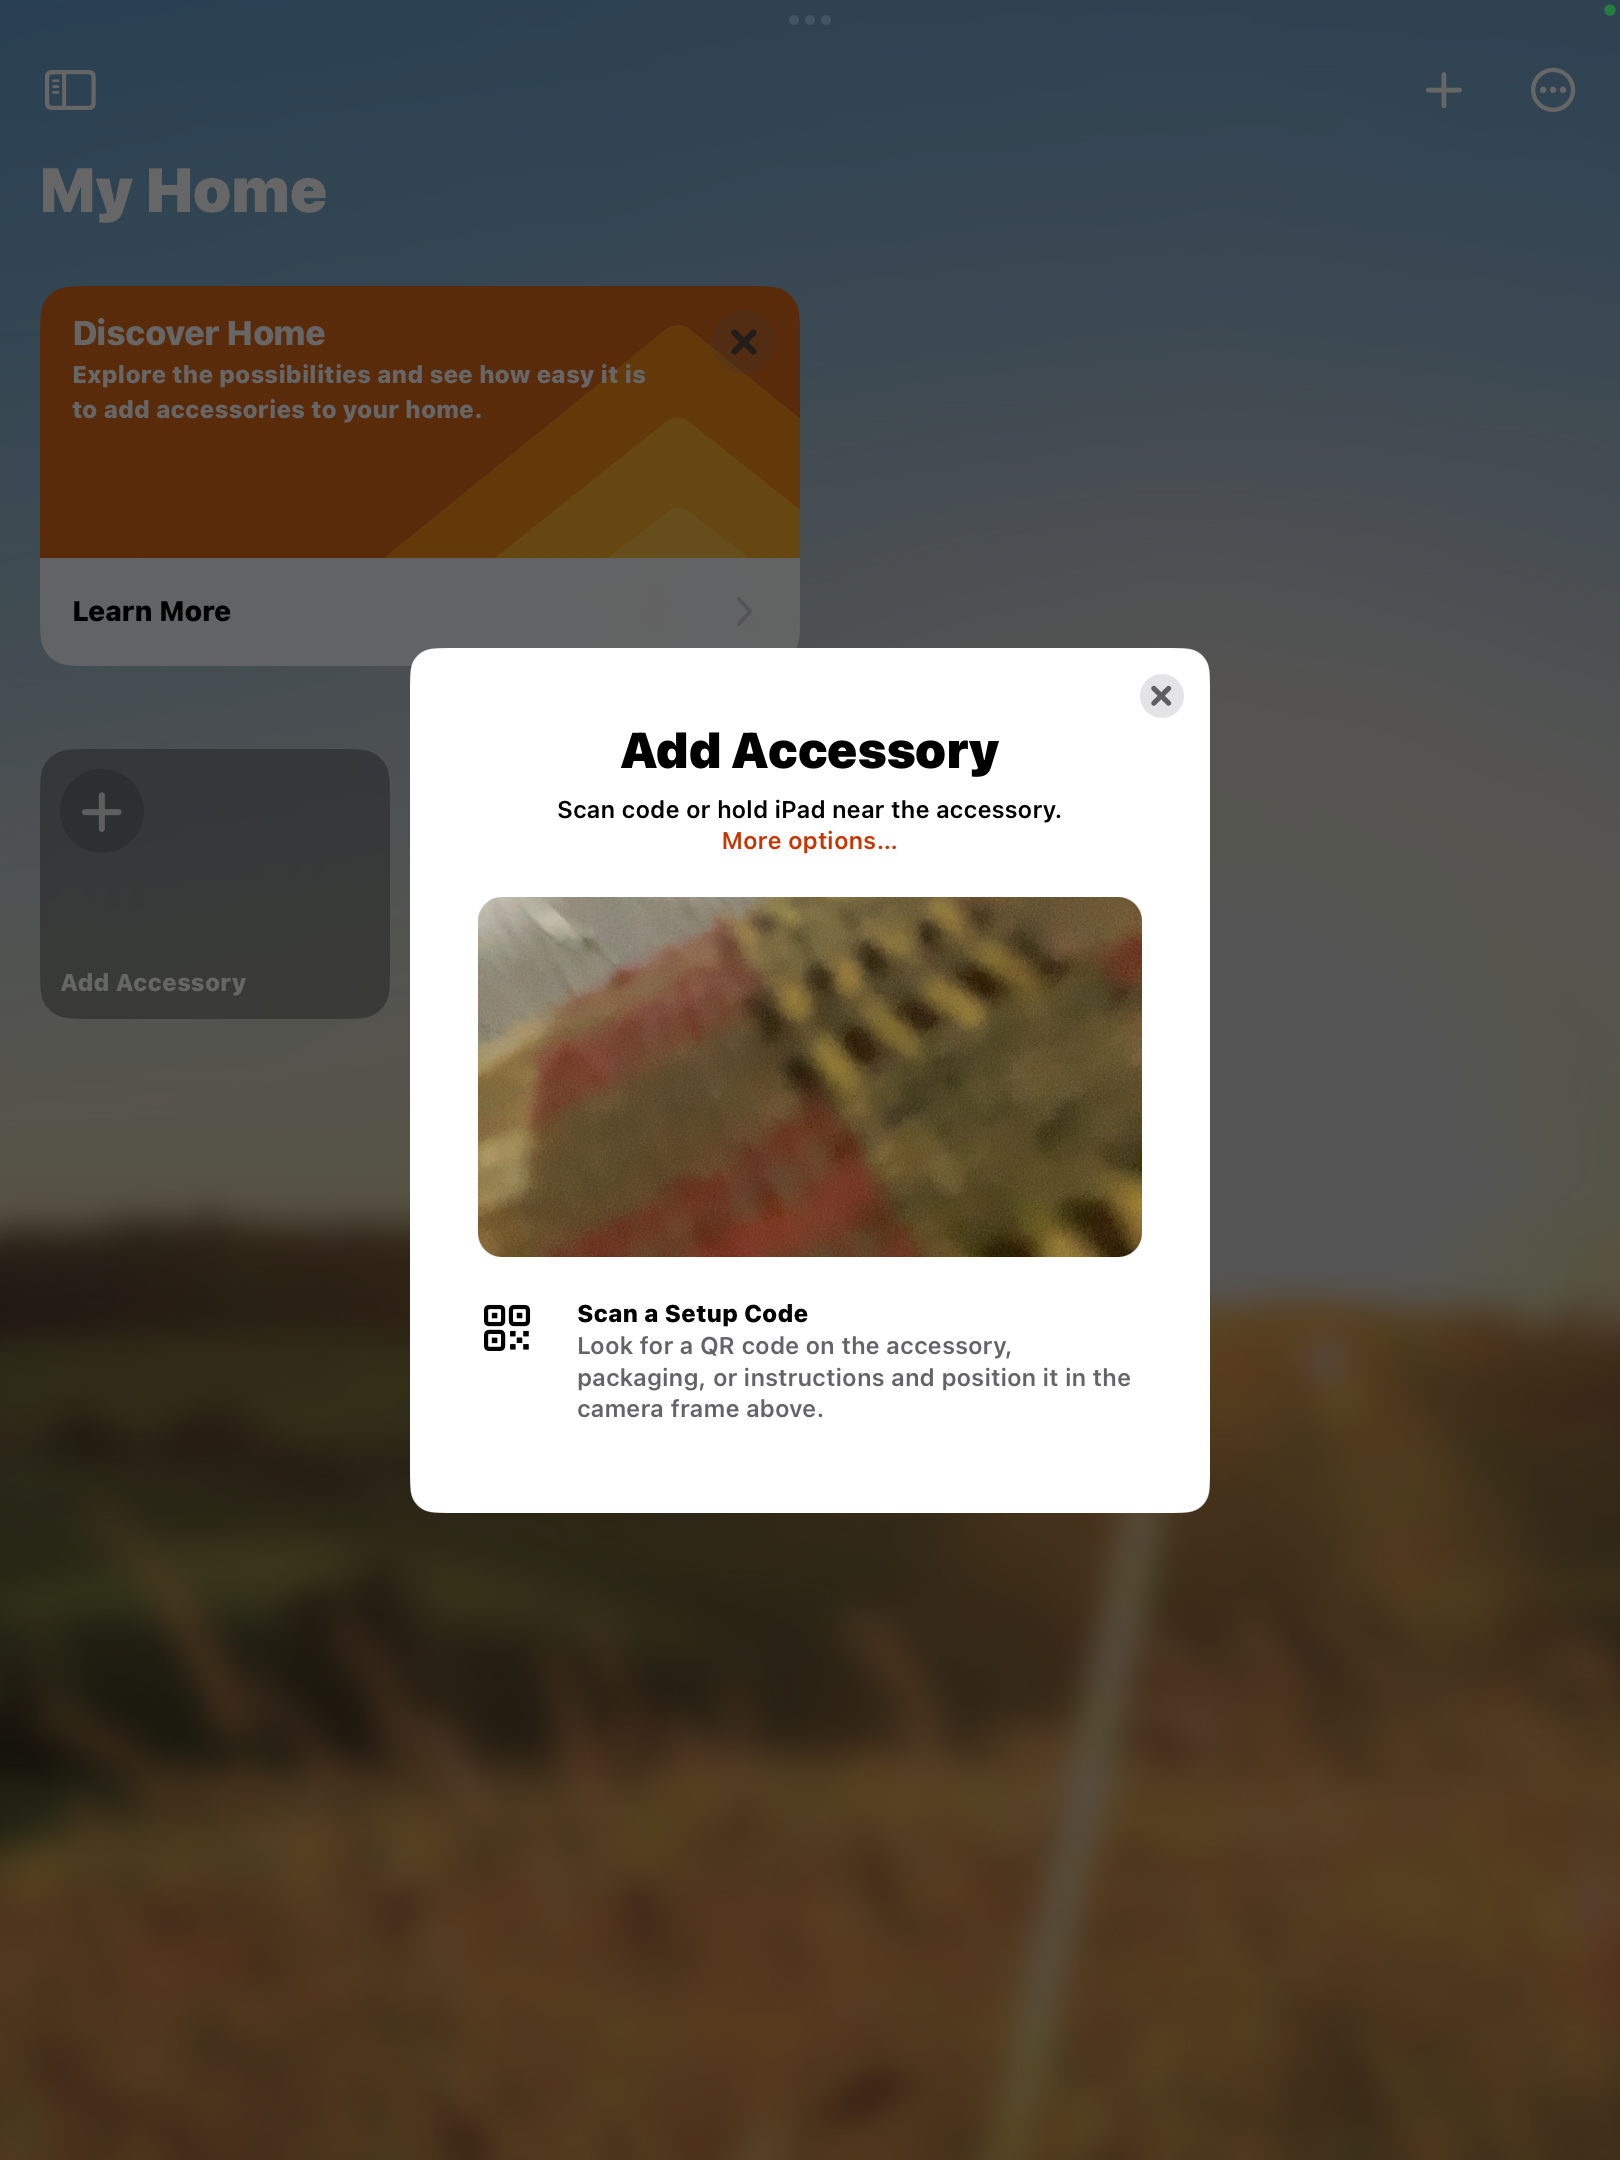 My Home
Discover Home
Explore the possibilities and see how easy it is
to add accessories to your home.
Learn More
Add Accessory
Add Accessory
Scan code or hold iPad near the accessory.
More options...
Scan a Setup Code
Look for a QR code on the accessory,
packaging, or instructions and position it in the
camera frame above.